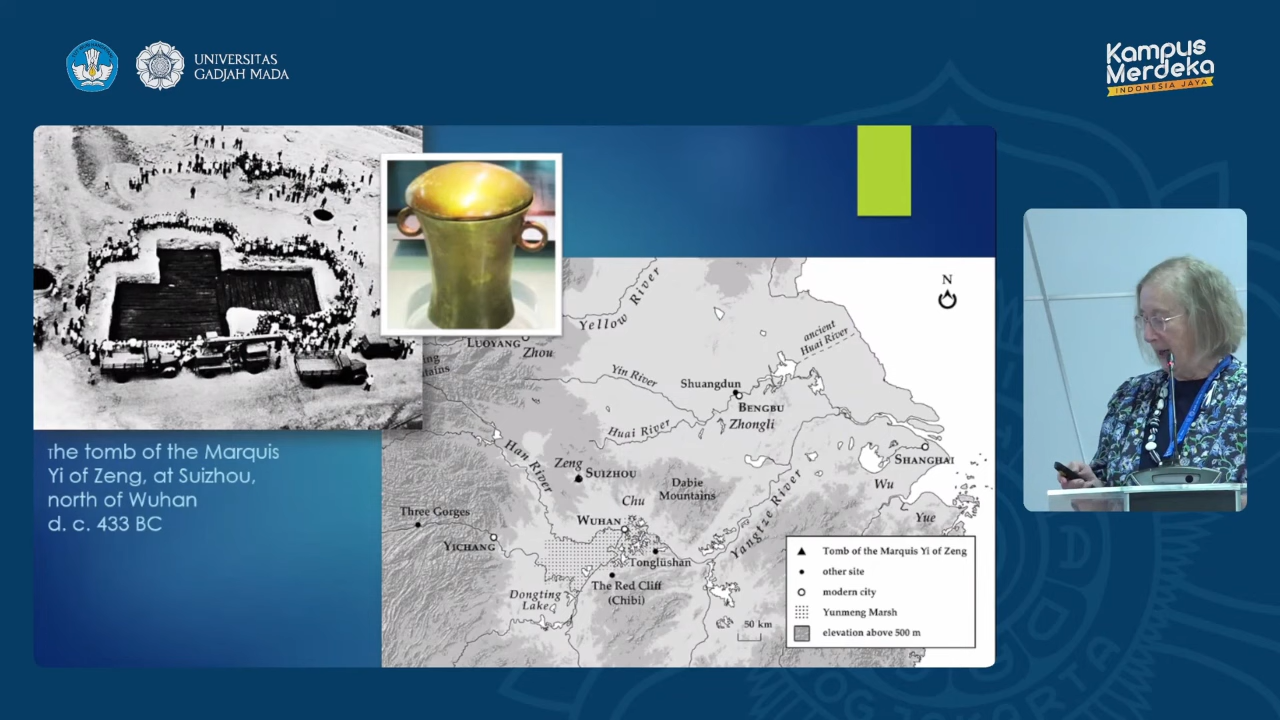 UNIVERSITAS
GADJAH MADA
Kampus
Merdeka
INDONESIA JAYA
the tomb of the Marquis
Yi of Zeng, at Suizhou,
north of Wuhan
d. c. 433 BC
N
Yellow River
ancient
Huai River
LUOYANG
Zhou
Yin River
Shuangdun
BENGBU
Zhongli
Huai River
Han River
SHANGHAI
Zeng
SUIZHOU
Dabie
Mountains
Wu
Chu
Three Gorges
WUHAN
Yangtze River
Yue
YICHANG
Tonglüshan
The Red Cliff
(Chibi)
Dongting
Lake
50 km
Tomb of the Marquis Yi of Zeng
other site
modern city
Yunmeng Marsh
elevation above 500 m